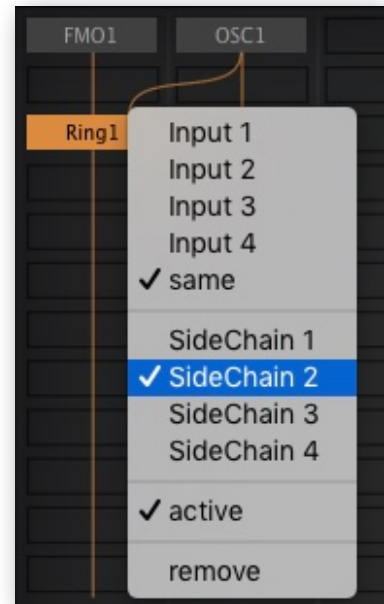 FMO1 OSC1
Ring1
Input 1
Input 2
Input 3
Input 4
✓ same
SideChain 1
✓ SideChain 2
SideChain 3
SideChain 4
✓ active
remove